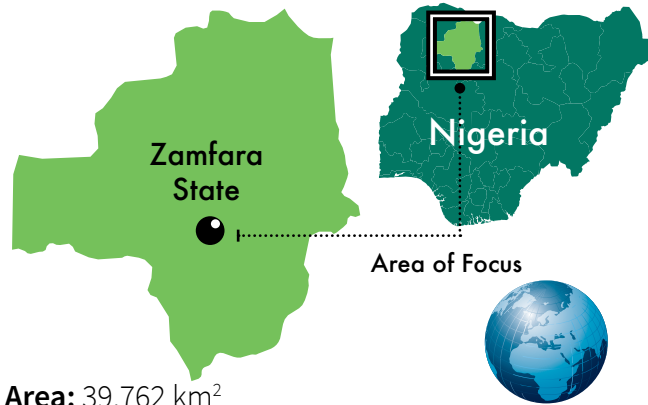 Zamfara
State
Nigeria
Area of Focus
Area: 39,762 km²